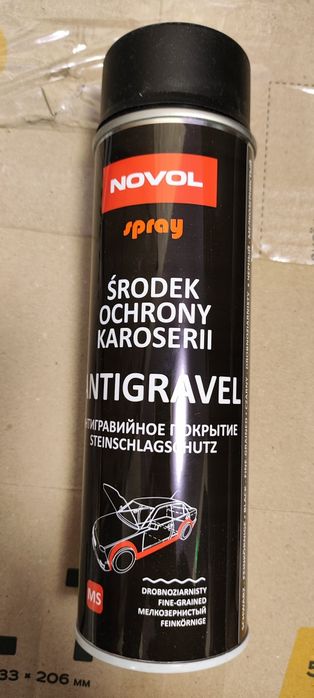 NOVOL
spray
ŚRODEK
OCHRONY
KAROSERII
NTIGRAVEL
НТИГРАВИЙНОЕ ПОКРЫТИЕ
STEINSCHLAGSCHUTZ
MS
DROBNOZIARNISTY
FINE-GRAINED
МЕЛКОЗЕРНИСТЫЙ
FEINKÖRNIGE
33 × 206 мм